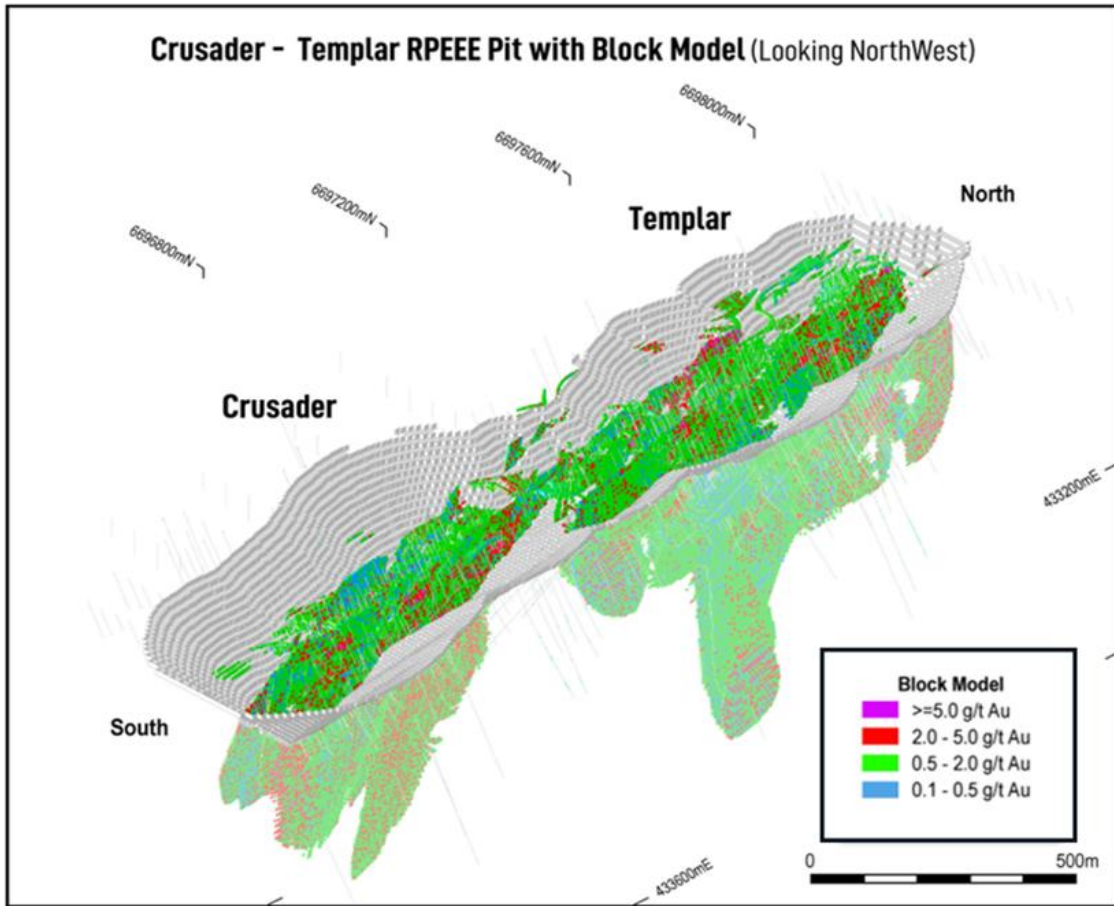 Crusader - Templar RPEEE Pit with Block Model (Looking NorthWest)
6698000mN
6697600mN
6697200mN
6696800mN
North
Templar
Crusader
433200mE
South
Block Model
>=5.0 g/t Au
2.0 - 5.0 g/t Au
0.5 - 2.0 g/t Au
0.1 - 0.5 g/t Au
0
500m
433600mE